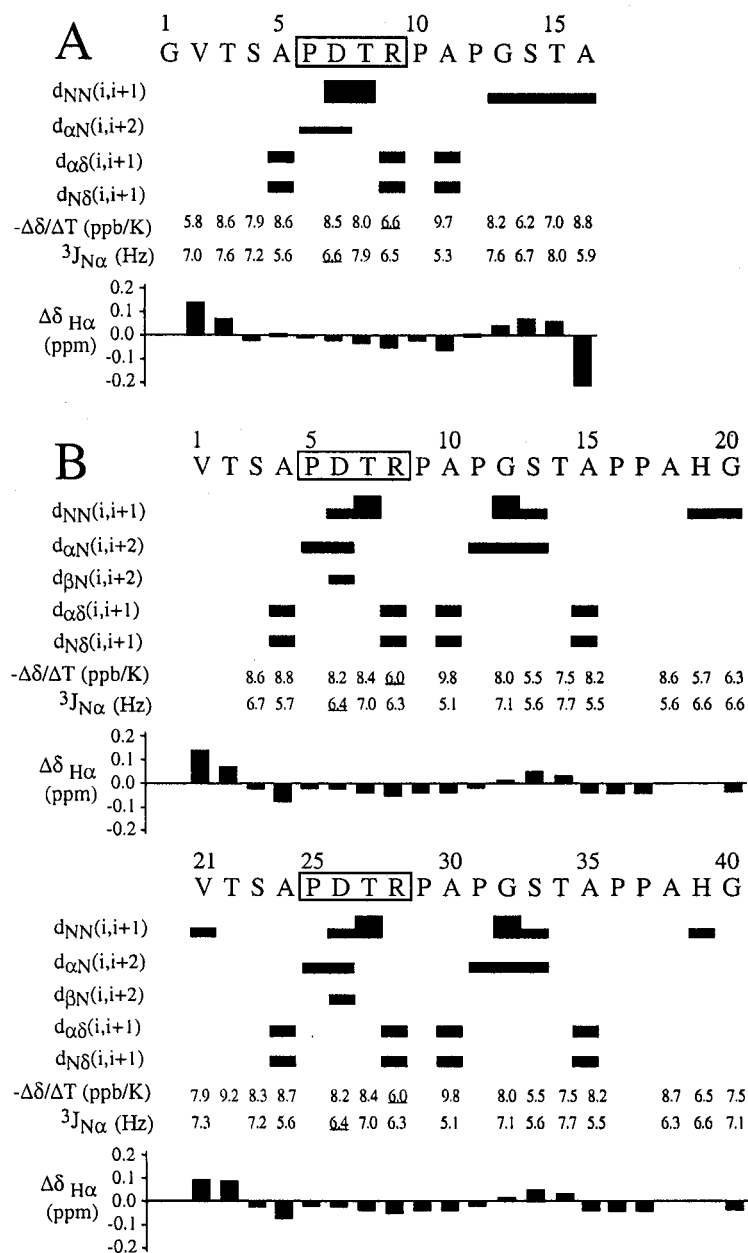 A
1 5 10 15
G V T S A P D T R P A P G S T A
dNN(i,i+1)
dαN(i,i+2)
dαδ(i,i+1)
dNδ(i,i+1)
-Δδ/ΔT (ppb/K) 5.8 8.6 7.9 8.6 8.5 8.0 6.6 9.7 8.2 6.2 7.0 8.8
3JNα (Hz) 7.0 7.6 7.2 5.6 6.6 7.9 6.5 5.3 7.6 6.7 8.0 5.9
0.2
0.1
Δδ Hα 0.0
(ppm) -0.1
-0.2
B
1 5 10 15 20
V T S A P D T R P A P G S T A P P A H G
dNN(i,i+1)
dαN(i,i+2)
dβN(i,i+2)
dαδ(i,i+1)
dNδ(i,i+1)
-Δδ/ΔT (ppb/K) 8.6 8.8 8.2 8.4 6.0 9.8 8.0 5.5 7.5 8.2 8.6 5.7 6.3
3JNα (Hz) 6.7 5.7 6.4 7.0 6.3 5.1 7.1 5.6 7.7 5.5 5.6 6.6 6.6
0.2
0.1
Δδ Hα 0.0
(ppm) -0.1
-0.2
21 25 30 35 40
V T S A P D T R P A P G S T A P P A H G
dNN(i,i+1)
dαN(i,i+2)
dβN(i,i+2)
dαδ(i,i+1)
dNδ(i,i+1)
-Δδ/ΔT (ppb/K) 7.9 9.2 8.3 8.7 8.2 8.4 6.0 9.8 8.0 5.5 7.5 8.2 8.7 6.5 7.5
3JNα (Hz) 7.3 7.2 5.6 6.4 7.0 6.3 5.1 7.1 5.6 7.7 5.5 6.3 6.6 7.1
0.2
0.1
Δδ Hα 0.0
(ppm) -0.1
-0.2